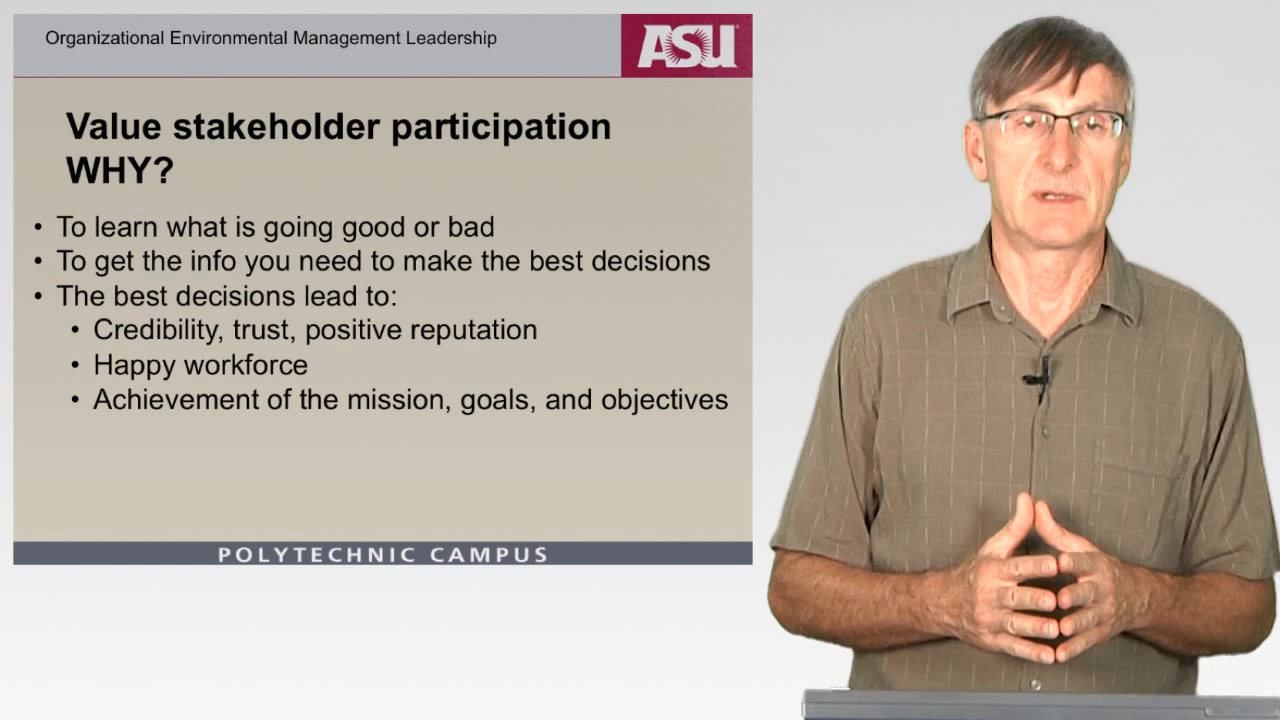 Organizational Environmental Management Leadership
ASU
Value stakeholder participation
WHY?
• To learn what is going good or bad
• To get the info you need to make the best decisions
• The best decisions lead to:
• Credibility, trust, positive reputation
• Happy workforce
• Achievement of the mission, goals, and objectives
POLYTECHNIC CAMPUS